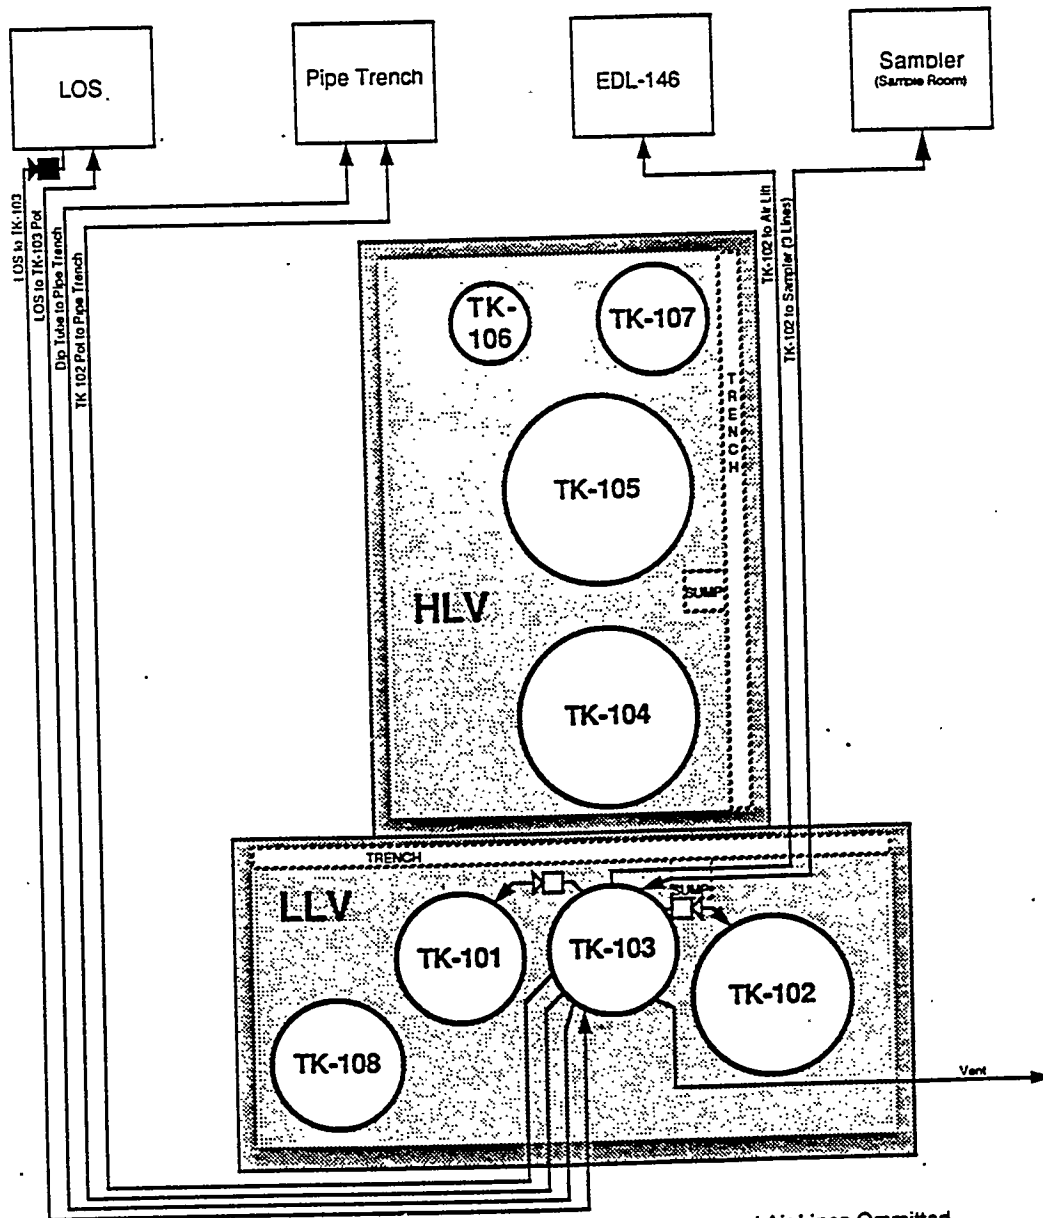 LOS
Pipe Trench
EDL-146
Sampler
(Sample Room)
LOS to TK-103
LOS to TK-103 Pot
Dip Tube to Pipe Trench
TK 102 Pot to Pipe Trench
TK-102 to Air Lift
TK-102 to Sampler (3 Lines)
TK-
106
TK-107
TRENCH
TK-105
SUMP
HLV
TK-104
TRENCH
LLV
SUMP
TK-101
TK-103
TK-102
TK-108
Vent
Air Lines Ommitted